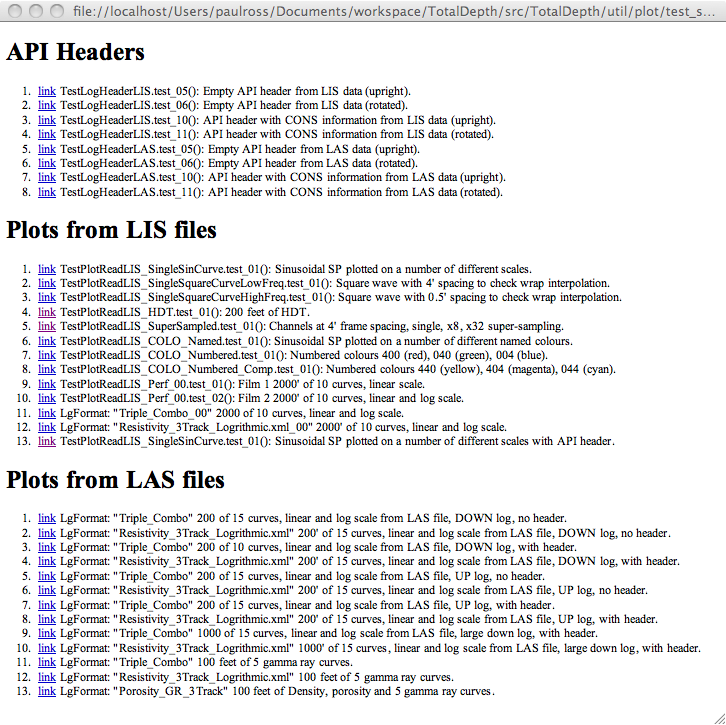 file://localhost/Users/paulross/Documents/workspace/TotalDepth/src/TotalDepth/util/plot/test_s...
API Headers
1. link TestLogHeaderLIS.test_05(): Empty API header from LIS data (upright).
2. link TestLogHeaderLIS.test_06(): Empty API header from LIS data (rotated).
3. link TestLogHeaderLIS.test_10(): API header with CONS information from LIS data (upright).
4. link TestLogHeaderLIS.test_11(): API header with CONS information from LIS data (rotated).
5. link TestLogHeaderLAS.test_05(): Empty API header from LAS data (upright).
6. link TestLogHeaderLAS.test_06(): Empty API header from LAS data (rotated).
7. link TestLogHeaderLAS.test_10(): API header with CONS information from LAS data (upright).
8. link TestLogHeaderLAS.test_11(): API header with CONS information from LAS data (rotated).
Plots from LIS files
1. link TestPlotReadLIS_SingleSinCurve.test_01(): Sinusoidal SP plotted on a number of different scales.
2. link TestPlotReadLIS_SingleSquareCurveLowFreq.test_01(): Square wave with 4' spacing to check wrap interpolation.
3. link TestPlotReadLIS_SingleSquareCurveHighFreq.test_01(): Square wave with 0.5' spacing to check wrap interpolation.
4. link TestPlotReadLIS_HDT.test_01(): 200 feet of HDT.
5. link TestPlotReadLIS_SuperSampled.test_01(): Channels at 4' frame spacing, single, x8, x32 super-sampling.
6. link TestPlotReadLIS_COLO_Named.test_01(): Sinusoidal SP plotted on a number of different named colours.
7. link TestPlotReadLIS_COLO_Numbered.test_01(): Numbered colours 400 (red), 040 (green), 004 (blue).
8. link TestPlotReadLIS_COLO_Numbered_Comp.test_01(): Numbered colours 440 (yellow), 404 (magenta), 044 (cyan).
9. link TestPlotReadLIS_Perf_00.test_01(): Film 1 2000' of 10 curves, linear scale.
10. link TestPlotReadLIS_Perf_00.test_02(): Film 2 2000' of 10 curves, linear and log scale.
11. link LgFormat: "Triple_Combo_00" 2000 of 10 curves, linear and log scale.
12. link LgFormat: "Resistivity_3Track_Logrithmic.xml_00" 2000' of 10 curves, linear and log scale.
13. link TestPlotReadLIS_SingleSinCurve.test_01(): Sinusoidal SP plotted on a number of different scales with API header.
Plots from LAS files
1. link LgFormat: "Triple_Combo" 200 of 15 curves, linear and log scale from LAS file, DOWN log, no header.
2. link LgFormat: "Resistivity_3Track_Logrithmic.xml" 200' of 15 curves, linear and log scale from LAS file, DOWN log, no header.
3. link LgFormat: "Triple_Combo" 200 of 10 curves, linear and log scale from LAS file, DOWN log, with header.
4. link LgFormat: "Resistivity_3Track_Logrithmic.xml" 200' of 15 curves, linear and log scale from LAS file, DOWN log, with header.
5. link LgFormat: "Triple_Combo" 200 of 15 curves, linear and log scale from LAS file, UP log, no header.
6. link LgFormat: "Resistivity_3Track_Logrithmic.xml" 200' of 15 curves, linear and log scale from LAS file, UP log, no header.
7. link LgFormat: "Triple_Combo" 200 of 15 curves, linear and log scale from LAS file, UP log, with header.
8. link LgFormat: "Resistivity_3Track_Logrithmic.xml" 200' of 15 curves, linear and log scale from LAS file, UP log, with header.
9. link LgFormat: "Triple_Combo" 1000 of 15 curves, linear and log scale from LAS file, large down log, with header.
10. link LgFormat: "Resistivity_3Track_Logrithmic.xml" 1000' of 15 curves, linear and log scale from LAS file, large down log, with header.
11. link LgFormat: "Triple_Combo" 100 feet of 5 gamma ray curves.
12. link LgFormat: "Resistivity_3Track_Logrithmic.xml" 100 feet of 5 gamma ray curves.
13. link LgFormat: "Porosity_GR_3Track" 100 feet of Density, porosity and 5 gamma ray curves.